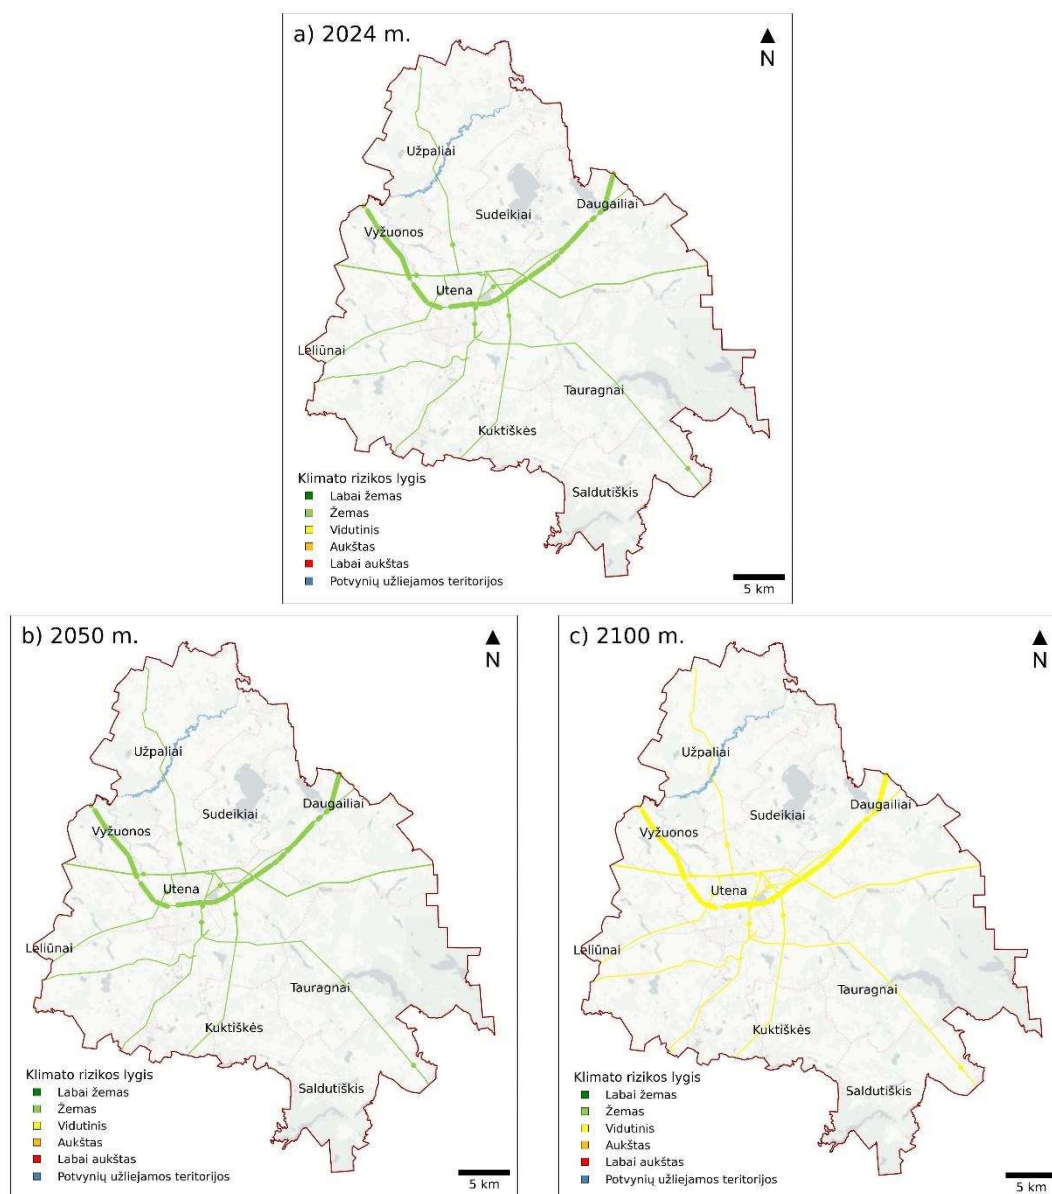 a) 2024 m.
N
Užpaliai
Daugailiai
Sudeikiai
Vyžuonos
Utena
Leliūnai
Tauragnai
Kuktiškės
Saldutiškis
Klimato rizikos lygis
Labai žemas
Žemas
Vidutinis
Aukštas
Labai aukštas
Potvynių užliejamos teritorijos
5 km
b) 2050 m.
N
Užpaliai
Daugailiai
Sudeikiai
Vyžuonos
Utena
Leliūnai
Tauragnai
Kuktiškės
Saldutiškis
Klimato rizikos lygis
Labai žemas
Žemas
Vidutinis
Aukštas
Labai aukštas
Potvynių užliejamos teritorijos
5 km
c) 2100 m.
N
Užpaliai
Daugailiai
Sudeikiai
Vyžuonos
Utena
Leliūnai
Tauragnai
Kuktiškės
Saldutiškis
Klimato rizikos lygis
Labai žemas
Žemas
Vidutinis
Aukštas
Labai aukštas
Potvynių užliejamos teritorijos
5 km